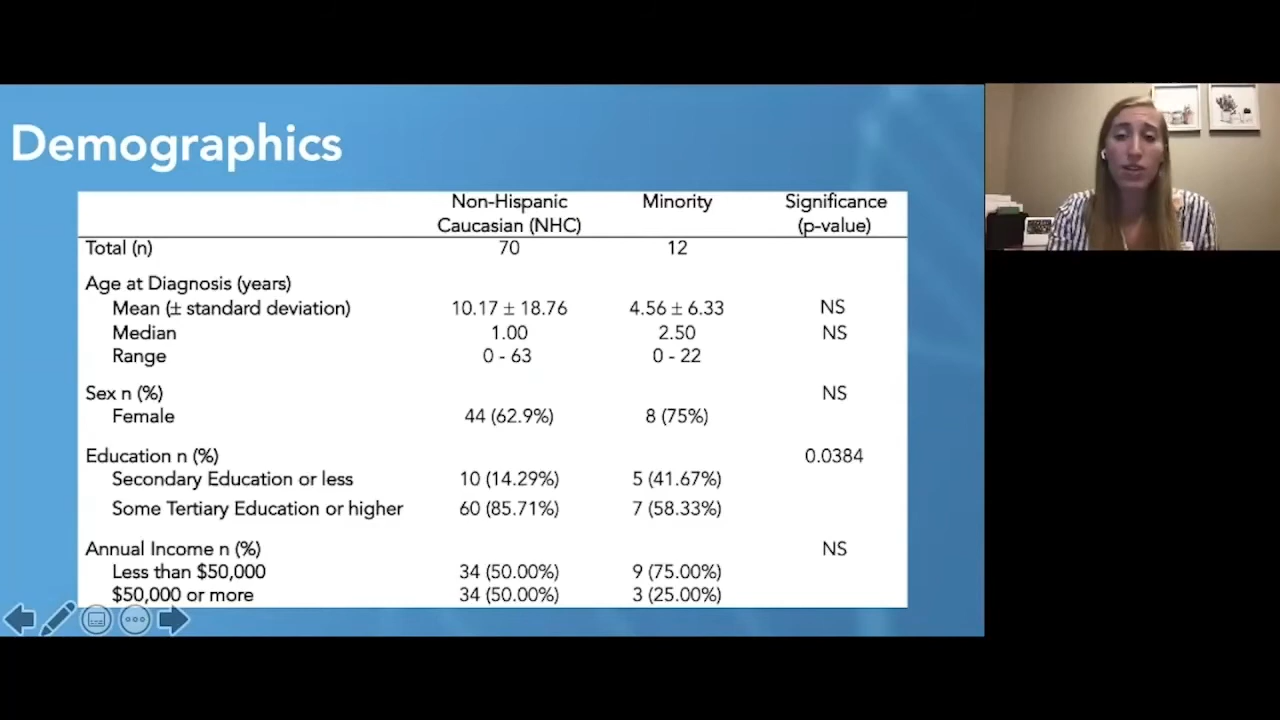 Demographics
Non-Hispanic Caucasian (NHC) Minority Significance (p-value)
Total (n) 70 12
Age at Diagnosis (years)
Mean (± standard deviation) 10.17 ± 18.76 4.56 ± 6.33 NS
Median 1.00 2.50 NS
Range 0 - 63 0 - 22
Sex n (%) NS
Female 44 (62.9%) 8 (75%)
Education n (%) 0.0384
Secondary Education or less 10 (14.29%) 5 (41.67%)
Some Tertiary Education or higher 60 (85.71%) 7 (58.33%)
Annual Income n (%) NS
Less than $50,000 34 (50.00%) 9 (75.00%)
$50,000 or more 34 (50.00%) 3 (25.00%)